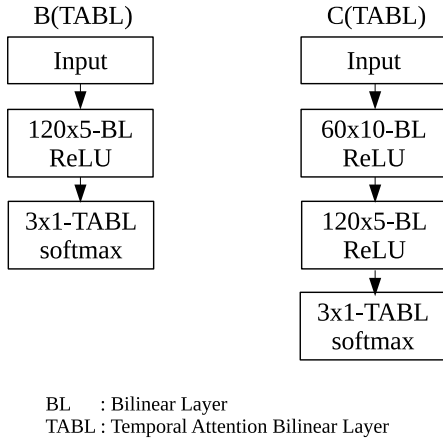 B(TABL)
Input
120x5-BL
ReLU
3x1-TABL
softmax
C(TABL)
Input
60x10-BL
ReLU
120x5-BL
ReLU
3x1-TABL
softmax
BL : Bilinear Layer
TABL : Temporal Attention Bilinear Layer